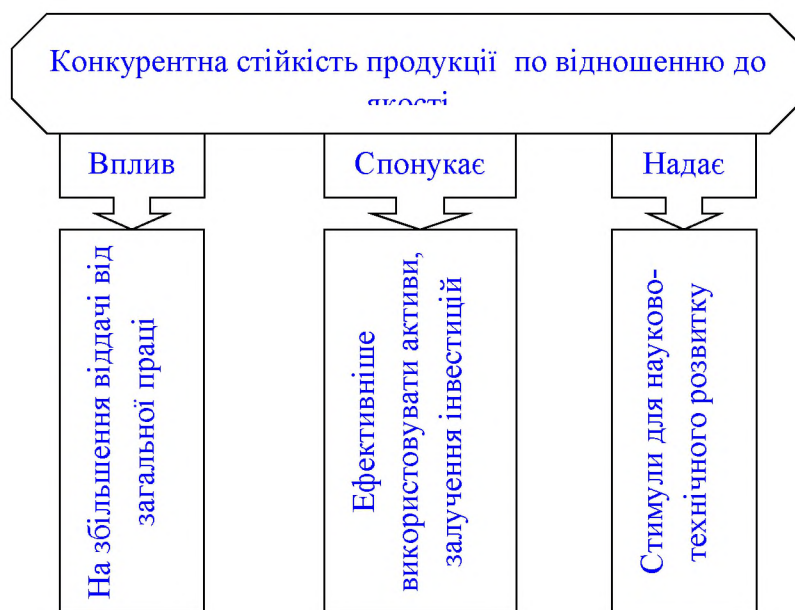 Конкурентна стійкість продукції по відношенню до
якості
Вплив
Спонукає
Надає
На збільшення віддачі від
загальної праці
Ефективніше
використовувати активи,
залучення інвестицій
Стимули для науково-
технічного розвитку